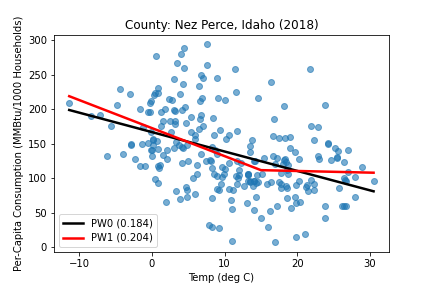 County: Nez Perce, Idaho (2018)
Per-Capita Consumption (MMBtu/1000 Households)
300
250
200
150
100
50
0
PW0 (0.184)
PW1 (0.204)
−10
0
10
20
30
Temp (deg C)